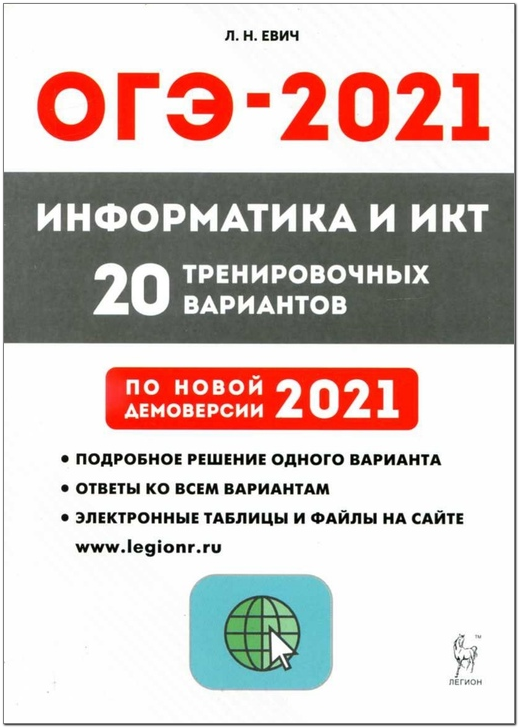 Л. Н. ЕВИЧ
ОГЭ-2021
ИНФОРМАТИКА И ИКТ
20 ТРЕНИРОВОЧНЫХ
ВАРИАНТОВ
ПО НОВОЙ
ДЕМОВЕРСИИ 2021
• ПОДРОБНОЕ РЕШЕНИЕ ОДНОГО ВАРИАНТА
• ОТВЕТЫ КО ВСЕМ ВАРИАНТАМ
• ЭЛЕКТРОННЫЕ ТАБЛИЦЫ И ФАЙЛЫ НА САЙТЕ
www.legionr.ru
TM
ЛЕГИОН